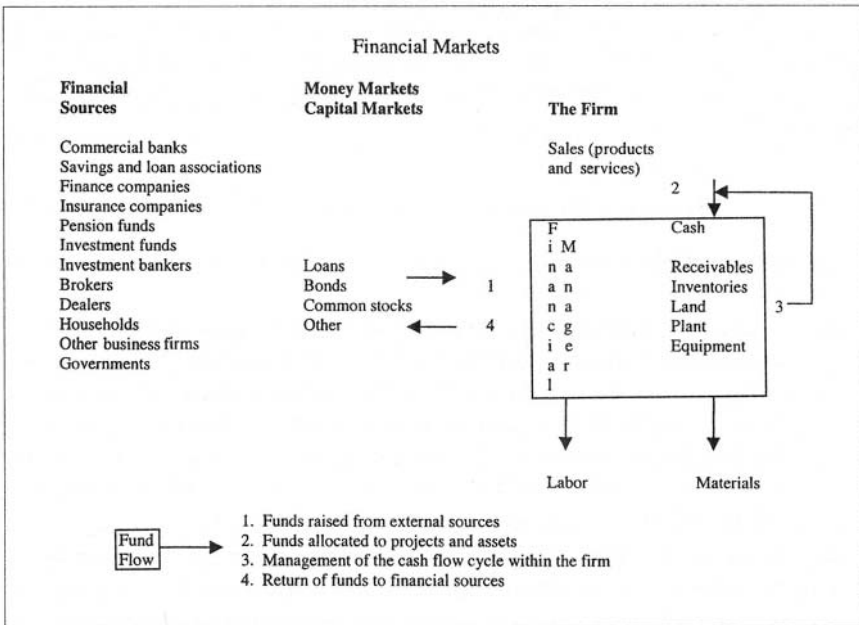 Financial Markets
Financial
Sources
Money Markets
Capital Markets
The Firm
Commercial banks
Savings and loan associations
Finance companies
Insurance companies
Pension funds
Investment funds
Investment bankers
Brokers
Dealers
Households
Other business firms
Governments
Loans
Bonds
Common stocks
Other
1
4
Sales (products
and services)
2
F
i M
n a
a n
n a
c g
i e
a r
l
Cash
Receivables
Inventories
Land
Plant
Equipment
3
Labor
Materials
Fund
Flow
1. Funds raised from external sources
2. Funds allocated to projects and assets
3. Management of the cash flow cycle within the firm
4. Return of funds to financial sources